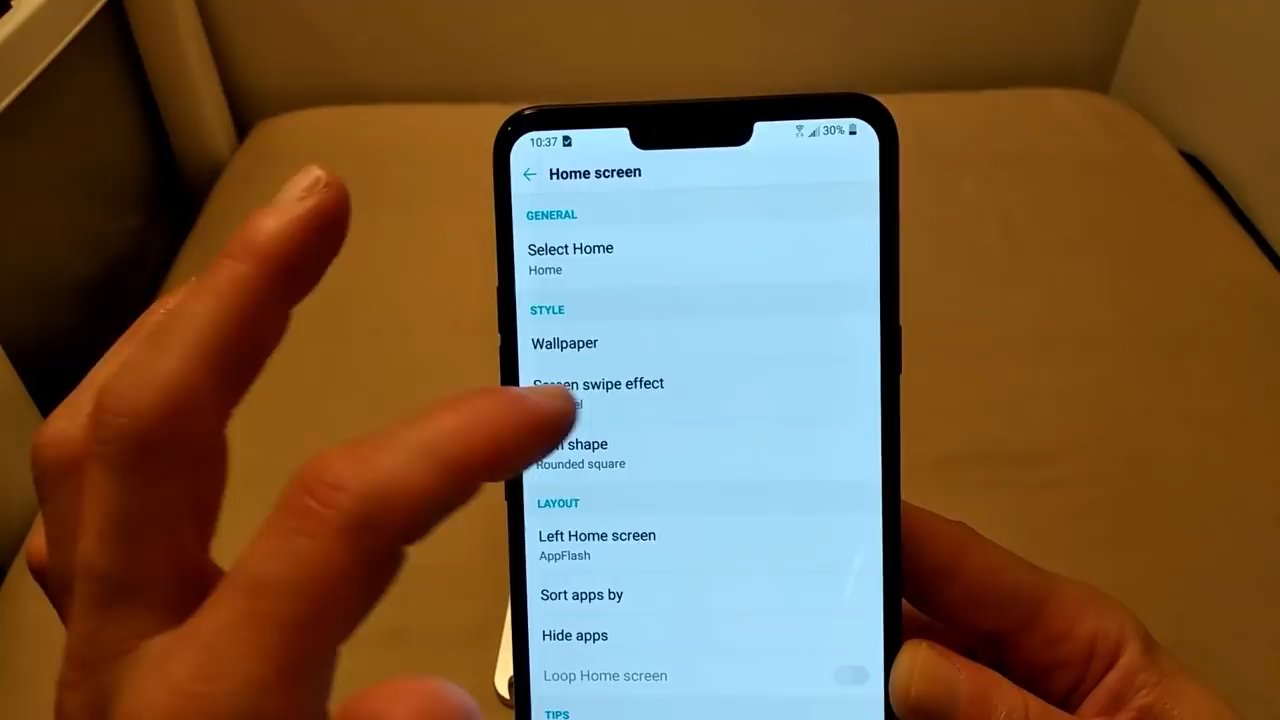 10:37 30%
Home screen
GENERAL
Select Home
Home
STYLE
Wallpaper
Screen swipe effect
shape
Rounded square
LAYOUT
Left Home screen
AppFlash
Sort apps by
Hide apps
Loop Home screen
TIPS